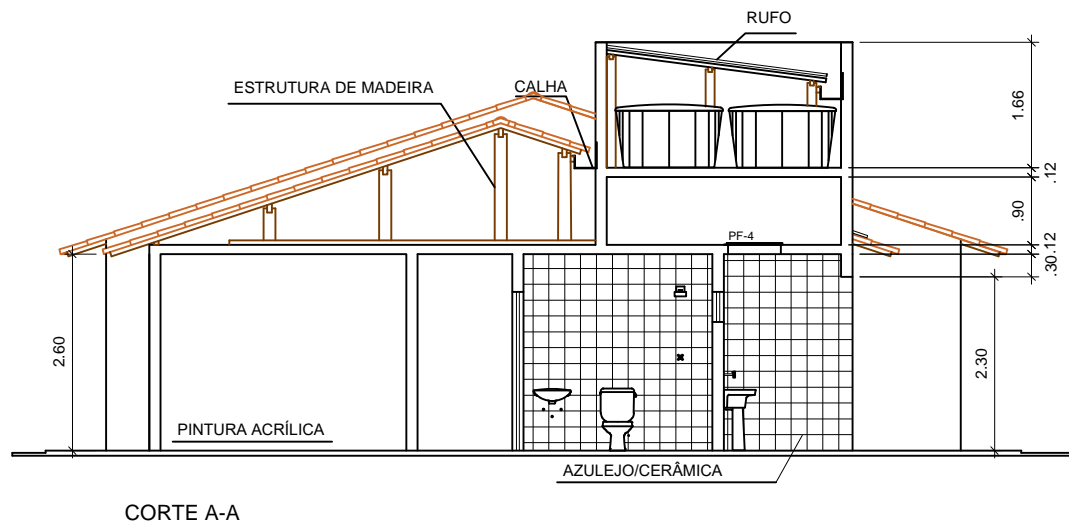 RUFO
ESTRUTURA DE MADEIRA
CALHA
1.66
.12
.90
PF-4
.12
.30
2.60
2.30
PINTURA ACRÍLICA
AZULEJO/CERÂMICA
CORTE A-A